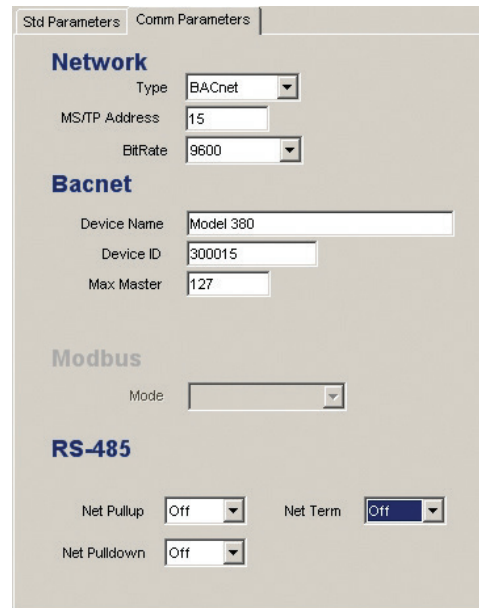 Std Parameters Comm Parameters
Network
Type BACnet
MS/TP Address 15
BitRate 9600
Bacnet
Device Name Model 380
Device ID 300015
Max Master 127
Modbus
Mode
RS-485
Net Pullup Off Net Term Off
Net Pulldown Off